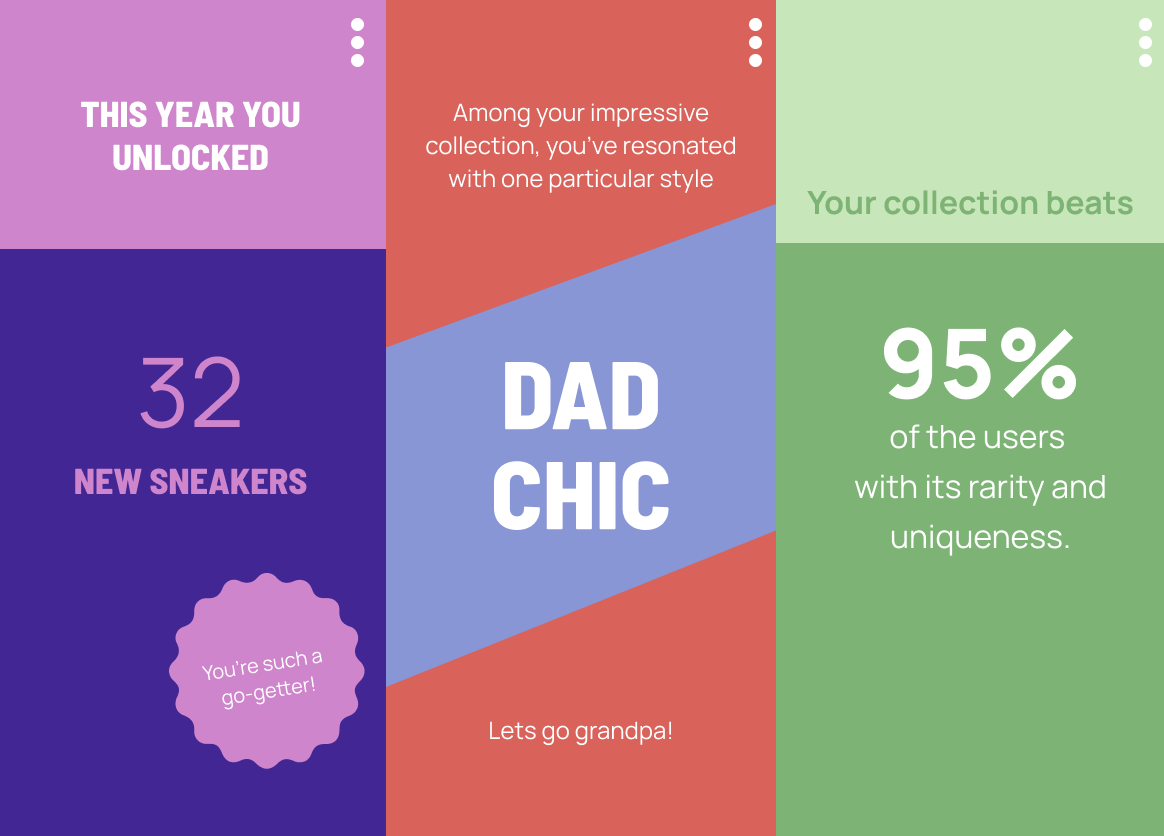 THIS YEAR YOU
UNLOCKED
32
NEW SNEAKERS
You're such a
go-getter!
Among your impressive
collection, you've resonated
with one particular style
DAD
CHIC
Lets go grandpa!
Your collection beats
95%
of the users
with its rarity and
uniqueness.